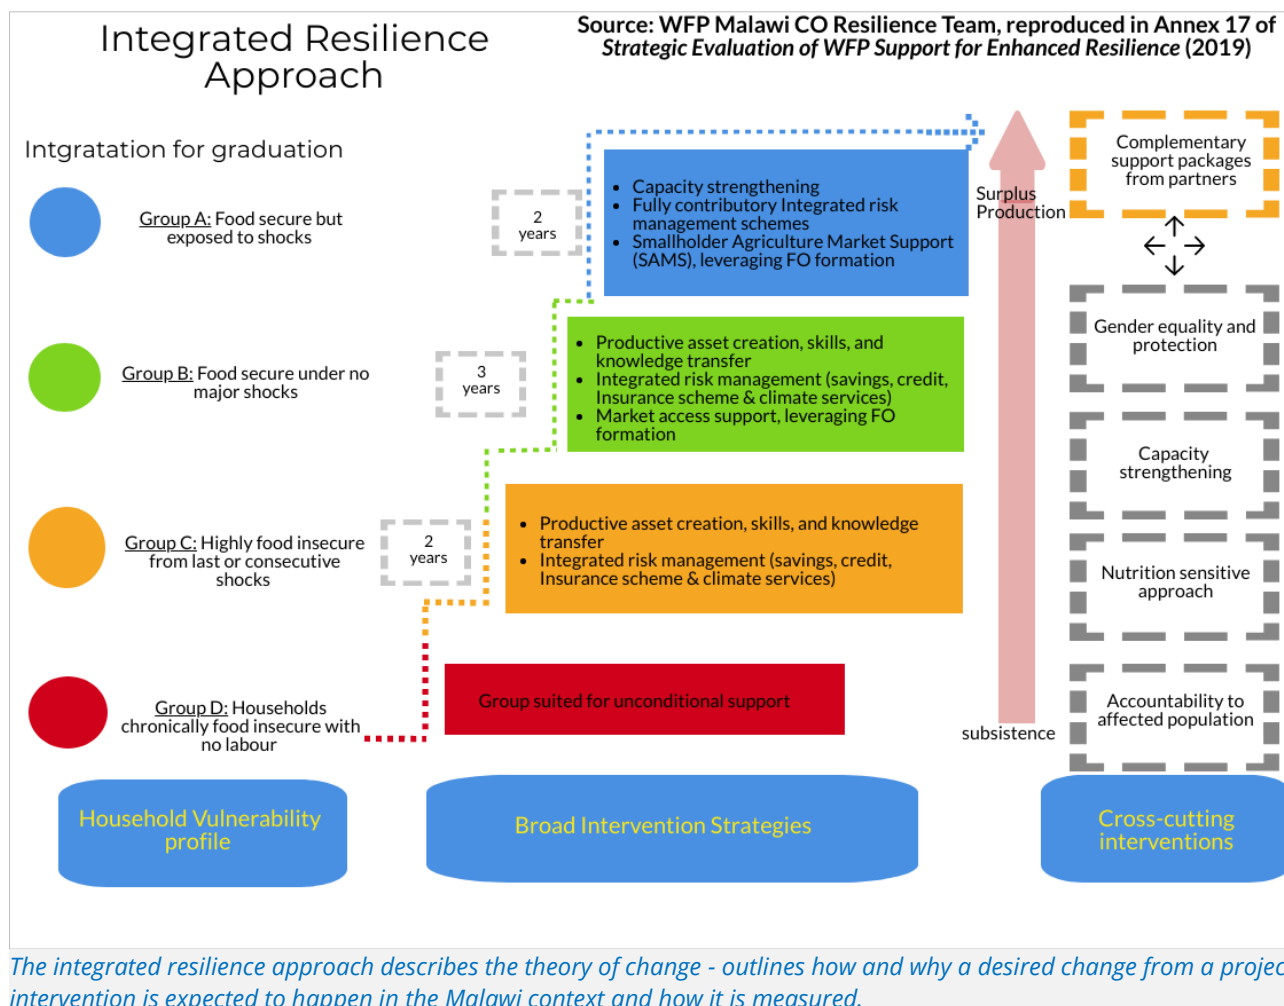 Integrated Resilience
Approach
Source: WFP Malawi CO Resilience Team, reproduced in Annex 17 of
Strategic Evaluation of WFP Support for Enhanced Resilience (2019)
Intgratation for graduation
Group A: Food secure but
exposed to shocks
2
years
• Capacity strengthening
• Fully contributory Integrated risk
management schemes
• Smallholder Agriculture Market Support
(SAMS), leveraging FO formation
Surplus
Production
Complementary
support packages
from partners
Group B: Food secure under no
major shocks
3
years
• Productive asset creation, skills, and
knowledge transfer
• Integrated risk management (savings, credit,
Insurance scheme & climate services)
• Market access support, leveraging FO
formation
Gender equality and
protection
Capacity
strengthening
Group C: Highly food insecure
from last or consecutive
shocks
2
years
• Productive asset creation, skills, and knowledge
transfer
• Integrated risk management (savings, credit,
Insurance scheme & climate services)
Nutrition sensitive
approach
Group D: Households
chronically food insecure with
no labour
Group suited for unconditional support
subsistence
Accountability to
affected population
Household Vulnerability
profile
Broad Intervention Strategies
Cross-cutting
interventions
The integrated resilience approach describes the theory of change - outlines how and why a desired change from a projec
intervention is expected to happen in the Malawi context and how it is measured.